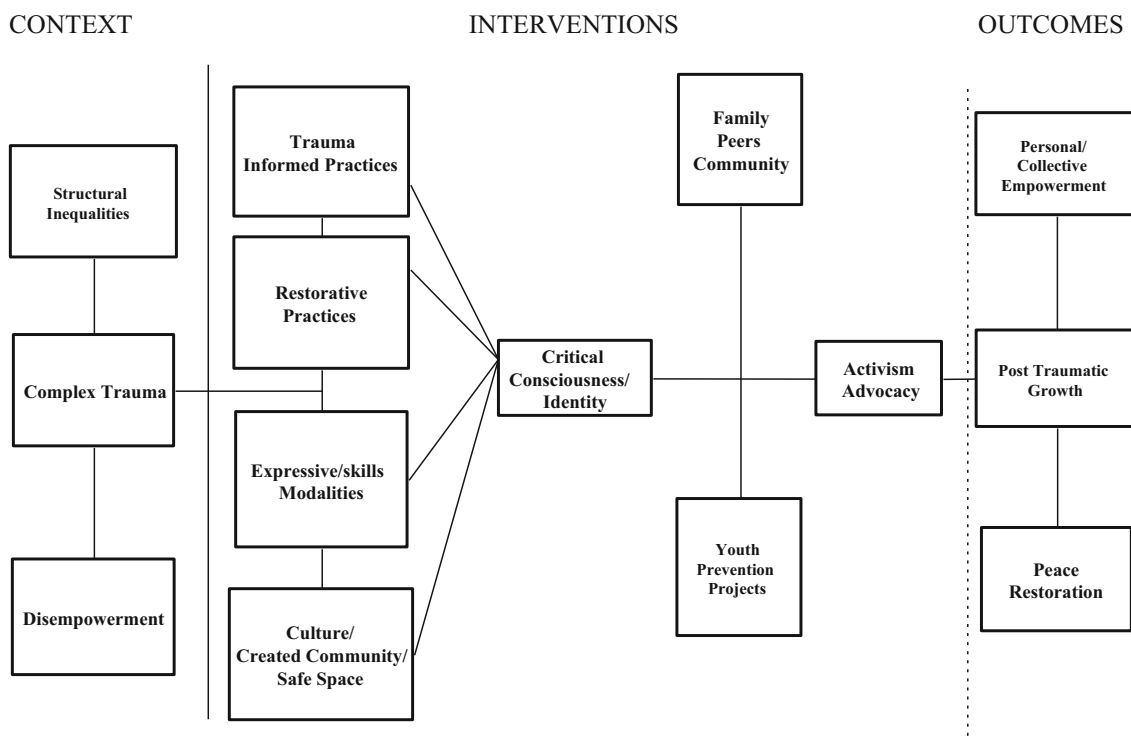 CONTEXT
INTERVENTIONS
OUTCOMES
Structural
Inequalities
Complex Trauma
Disempowerment
Trauma
Informed Practices
Restorative
Practices
Expressive/skills
Modalities
Culture/
Created Community/
Safe Space
Critical
Consciousness/
Identity
Family
Peers
Community
Youth
Prevention
Projects
Activism
Advocacy
Personal/
Collective
Empowerment
Post Traumatic
Growth
Peace
Restoration